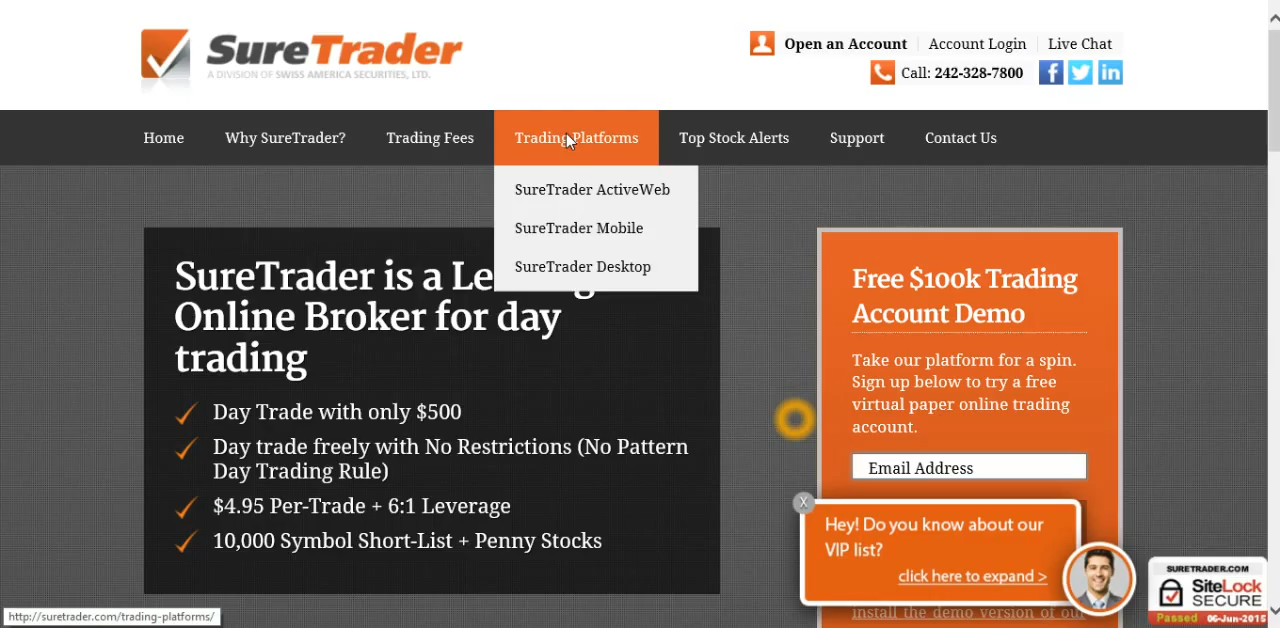 SureTrader
A DIVISION OF SWISS AMERICA SECURITIES, LTD.
Open an Account
Account Login
Live Chat
Call: 242-328-7800
Home
Why SureTrader?
Trading Fees
Trading Platforms
Top Stock Alerts
Support
Contact Us
SureTrader ActiveWeb
SureTrader Mobile
SureTrader Desktop
SureTrader is a
Online Broker for day
trading
Day Trade with only $500
Day trade freely with No Restrictions (No Pattern
Day Trading Rule)
$4.95 Per-Trade + 6:1 Leverage
10,000 Symbol Short-List + Penny Stocks
Free $100k Trading
Account Demo
Take our platform for a spin.
Sign up below to try a free
virtual paper online trading
account.
Email Address
X
Hey! Do you know about our
VIP list?
click here to expand >
install the demo version of our
SURETRADER.COM
SiteLock
SECURE
Passed 06-Jun-2015
http://suretrader.com/trading-platforms/